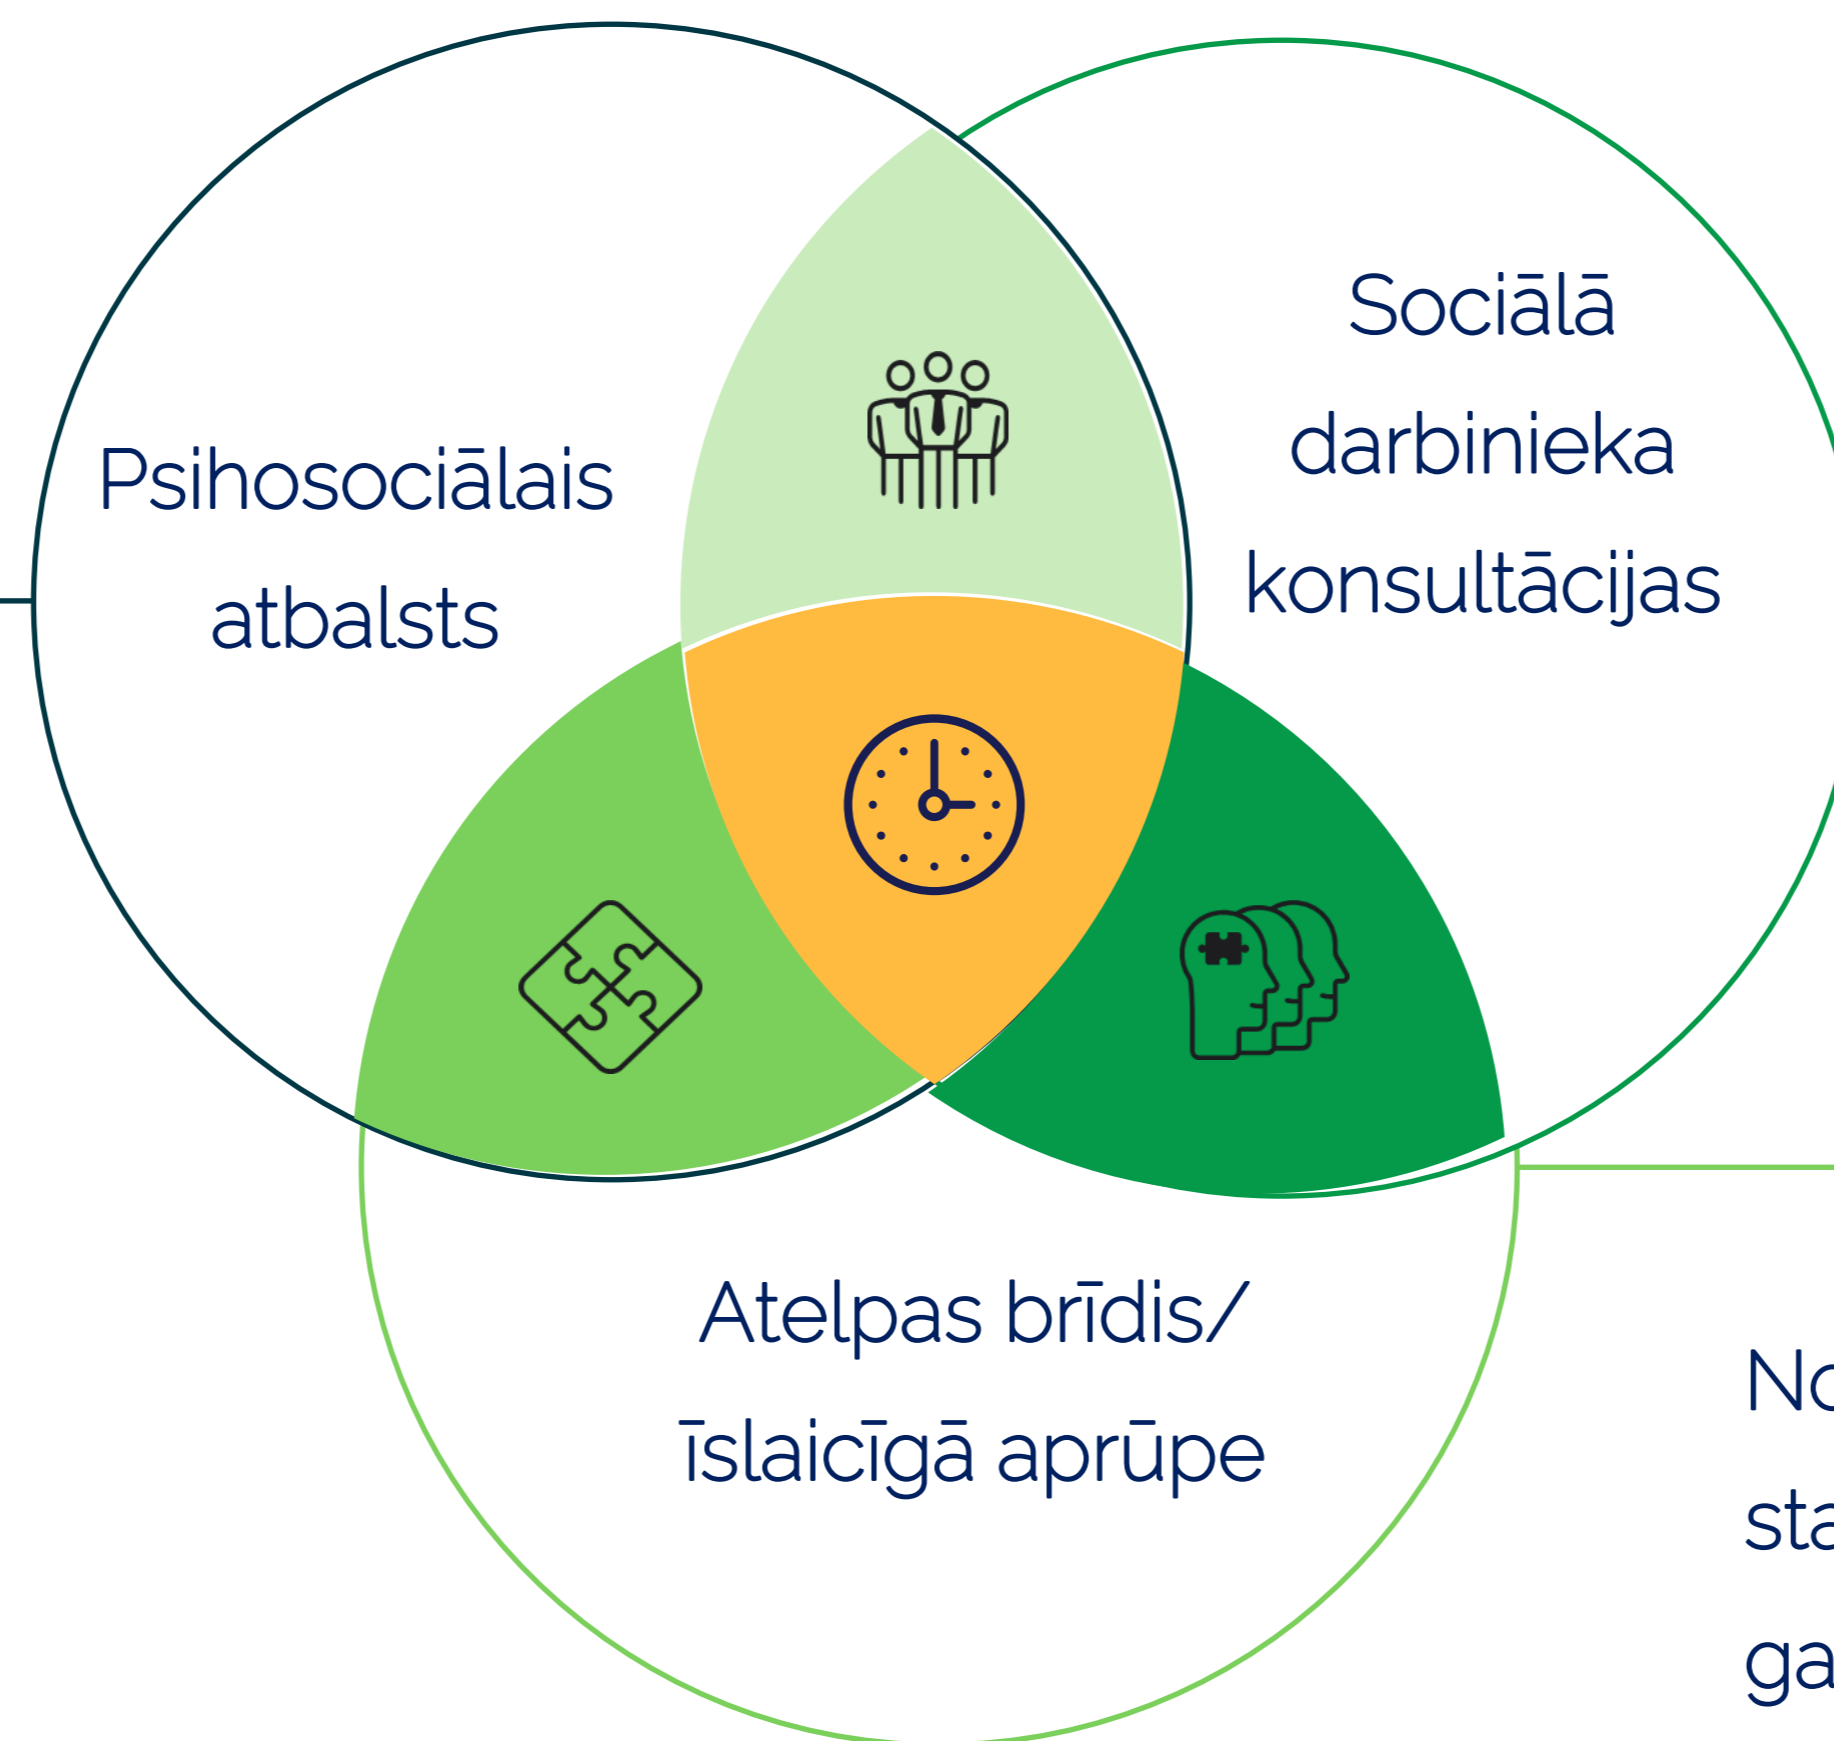 Psihosociālais
atbalsts
Sociālā
darbinieka
konsultācijas
Atelpas brīdis/
īslaicīgā aprūpe